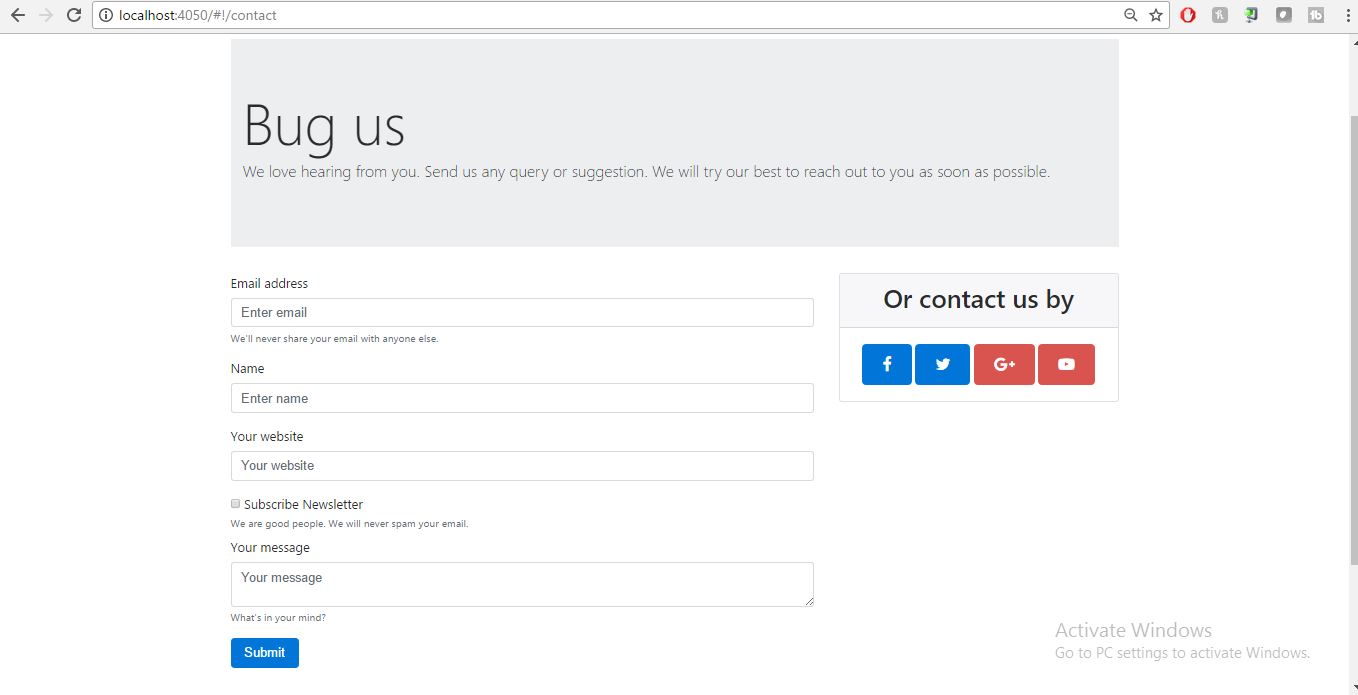 localhost:4050/#!/contact
Bug us
We love hearing from you. Send us any query or suggestion. We will try our best to reach out to you as soon as possible.
Email address
Enter email
We'll never share your email with anyone else.
Name
Enter name
Your website
Your website
Subscribe Newsletter
We are good people. We will never spam your email.
Your message
Your message
What's in your mind?
Submit
Or contact us by
f
G+
Activate Windows
Go to PC settings to activate Windows.